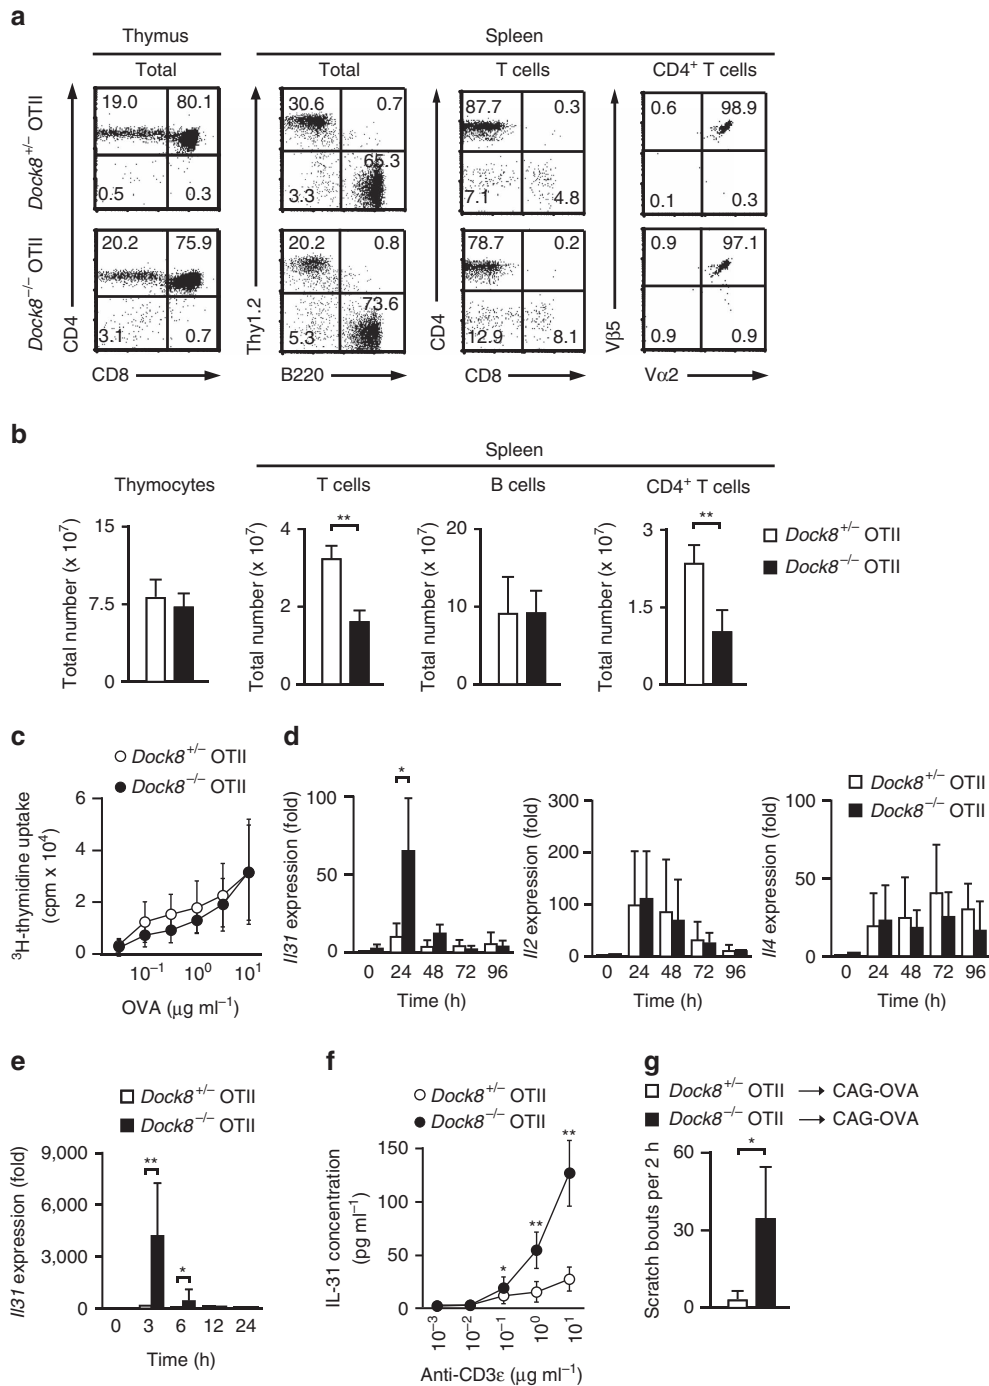 a
Thymus
Spleen
Total
Total
T cells
CD4+ T cells
Dock8+/− OTII
19.0 80.1
0.5 0.3
30.6 0.7
3.3 65.3
87.7 0.3
7.1 4.8
0.6 98.9
0.1 0.3
Dock8−/− OTII
20.2 75.9
3.1 0.7
20.2 0.8
5.3 73.6
78.7 0.2
12.9 8.1
0.9 97.1
0.9 0.9
CD4
CD8
Thy1.2
B220
CD4
CD8
Vβ5
Vα2
b
Spleen
Thymocytes
T cells
B cells
CD4+ T cells
Total number (x 10⁷)
15
7.5
0
Total number (x 10⁷)
4
2
0
**
Total number (x 10⁷)
20
10
0
Total number (x 10⁷)
3
1.5
0
**
Dock8+/− OTII
Dock8−/− OTII
c
Dock8+/− OTII
Dock8−/− OTII
³H-thymidine uptake
(cpm x 10⁴)
6
4
2
0
10⁻¹ 10⁰ 10¹
OVA (μg ml⁻¹)
d
Il31 expression (fold)
100
50
0
*
0 24 48 72 96
Time (h)
Il2 expression (fold)
300
200
100
0
0 24 48 72 96
Time (h)
Il4 expression (fold)
100
50
0
0 24 48 72 96
Time (h)
Dock8+/− OTII
Dock8−/− OTII
e
Dock8+/− OTII
Dock8−/− OTII
Il31 expression (fold)
9,000
6,000
3,000
0
**
*
0 3 6 12 24
Time (h)
f
Dock8+/− OTII
Dock8−/− OTII
IL-31 concentration
(pg ml⁻¹)
150
100
50
0
*
**
**
10⁻³ 10⁻² 10⁻¹ 10⁰ 10¹
Anti-CD3ε (μg ml⁻¹)
g
Dock8+/− OTII → CAG-OVA
Dock8−/− OTII → CAG-OVA
Scratch bouts per 2 h
60
30
0
*